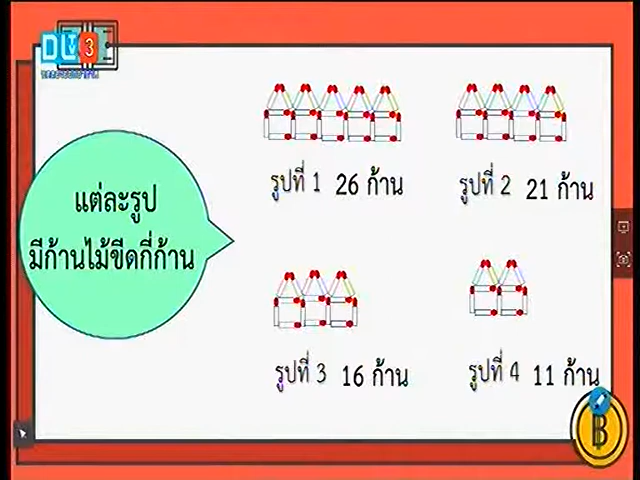 DLTV 3
แต่ละรูป
มีก้านไม้ขีดกี่ก้าน
รูปที่ 1 26 ก้าน
รูปที่ 2 21 ก้าน
รูปที่ 3 16 ก้าน
รูปที่ 4 11 ก้าน
฿